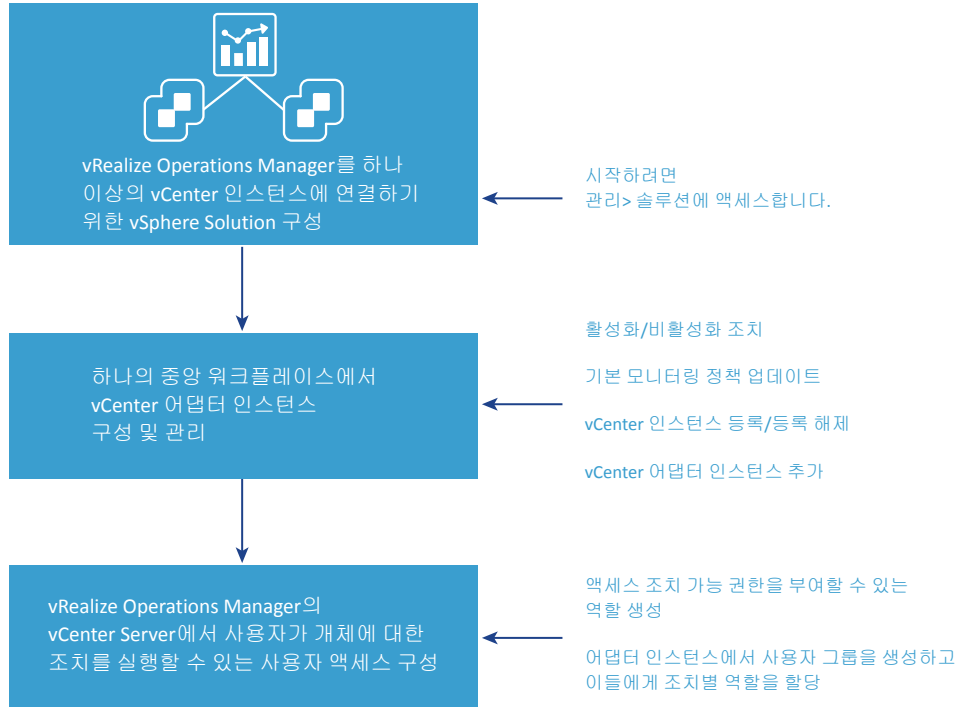 vRealize Operations Manager를 하나
이상의 vCenter 인스턴스에 연결하기
위한 vSphere Solution 구성
시작하려면
관리> 솔루션에 액세스합니다.
하나의 중앙 워크플레이스에서
vCenter 어댑터 인스턴스
구성 및 관리
활성화/비활성화 조치
기본 모니터링 정책 업데이트
vCenter 인스턴스 등록/등록 해제
vCenter 어댑터 인스턴스 추가
vRealize Operations Manager의
vCenter Server에서 사용자가 개체에 대한
조치를 실행할 수 있는 사용자 액세스 구성
액세스 조치 가능 권한을 부여할 수 있는
역할 생성
어댑터 인스턴스에서 사용자 그룹을 생성하고
이들에게 조치별 역할을 할당